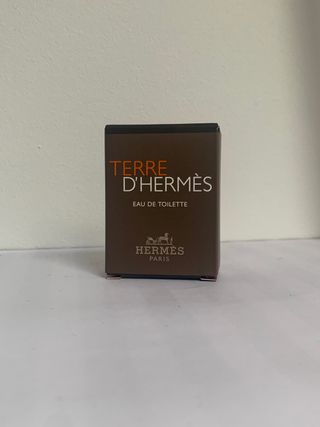 TERRE
D'HERMÈS
EAU DE TOILETTE
HERMÈS
PARIS